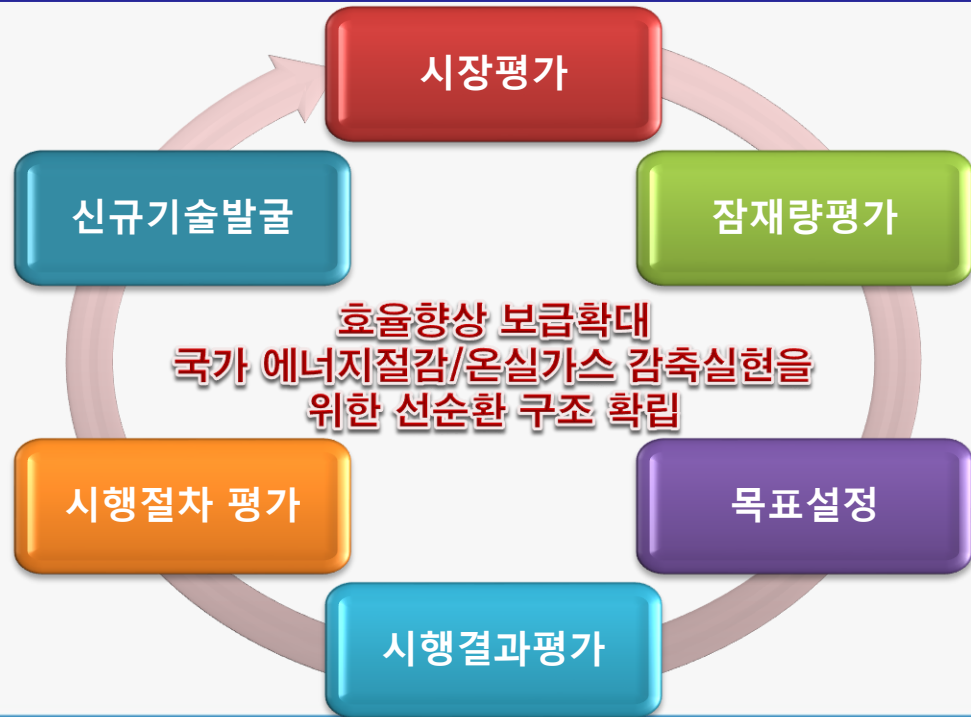 시장평가
잠재량평가
목표설정
시행결과평가
시행절차 평가
신규기술발굴
효율향상 보급확대
국가 에너지절감/온실가스 감축실현을
위한 선순환 구조 확립